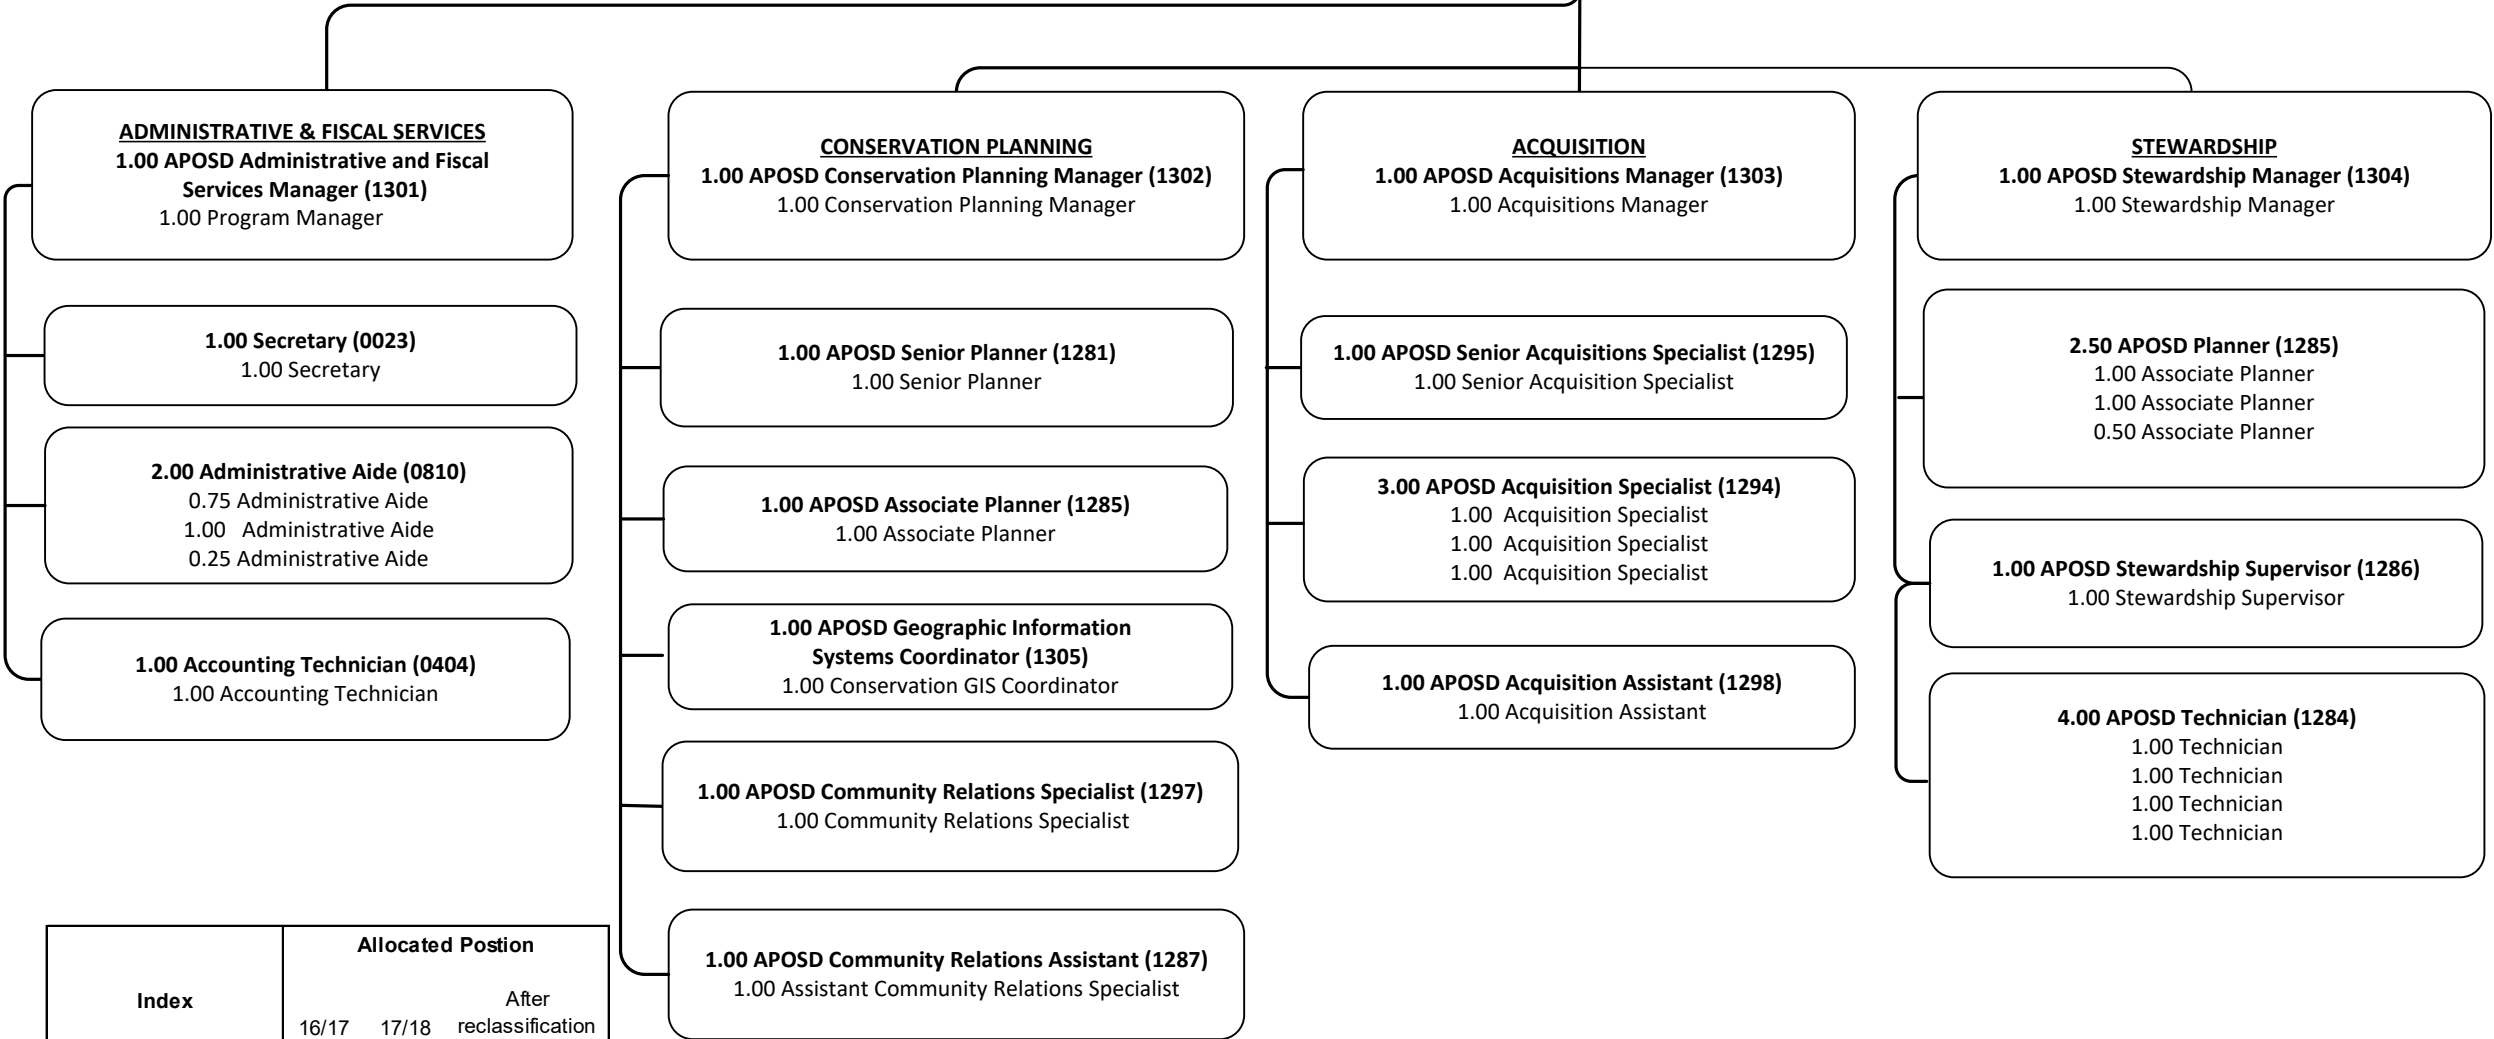 ADMINISTRATIVE & FISCAL SERVICES
1.00 APOSD Administrative and Fiscal
Services Manager (1301)
1.00 Program Manager
1.00 Secretary (0023)
1.00 Secretary
2.00 Administrative Aide (0810)
0.75 Administrative Aide
1.00 Administrative Aide
0.25 Administrative Aide
1.00 Accounting Technician (0404)
1.00 Accounting Technician
CONSERVATION PLANNING
1.00 APOSD Conservation Planning Manager (1302)
1.00 Conservation Planning Manager
1.00 APOSD Senior Planner (1281)
1.00 Senior Planner
1.00 APOSD Associate Planner (1285)
1.00 Associate Planner
1.00 APOSD Geographic Information
Systems Coordinator (1305)
1.00 Conservation GIS Coordinator
1.00 APOSD Community Relations Specialist (1297)
1.00 Community Relations Specialist
1.00 APOSD Community Relations Assistant (1287)
1.00 Assistant Community Relations Specialist
ACQUISITION
1.00 APOSD Acquisitions Manager (1303)
1.00 Acquisitions Manager
1.00 APOSD Senior Acquisitions Specialist (1295)
1.00 Senior Acquisition Specialist
3.00 APOSD Acquisition Specialist (1294)
1.00 Acquisition Specialist
1.00 Acquisition Specialist
1.00 Acquisition Specialist
1.00 APOSD Acquisition Assistant (1298)
1.00 Acquisition Assistant
STEWARDSHIP
1.00 APOSD Stewardship Manager (1304)
1.00 Stewardship Manager
2.50 APOSD Planner (1285)
1.00 Associate Planner
1.00 Associate Planner
0.50 Associate Planner
1.00 APOSD Stewardship Supervisor (1286)
1.00 Stewardship Supervisor
4.00 APOSD Technician (1284)
1.00 Technician
1.00 Technician
1.00 Technician
1.00 Technician
Allocated Postion
Index
After
16/17 17/18 reclassification